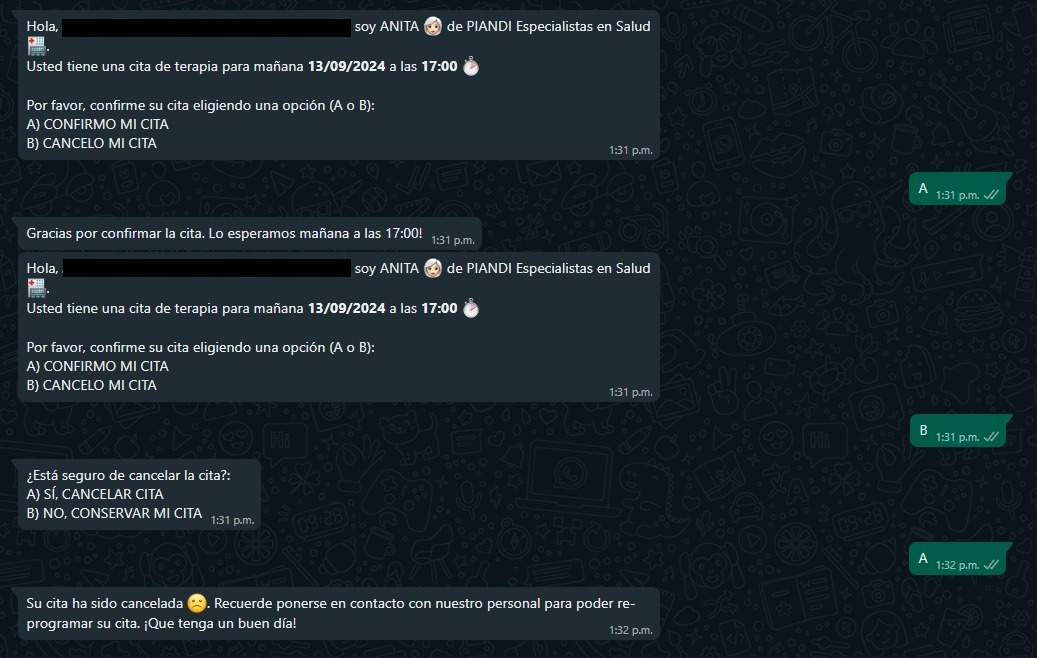 Hola, soy ANITA 👩🏻‍🦳 de PIANDI Especialistas en Salud
🏥.
Usted tiene una cita de terapia para mañana 13/09/2024 a las 17:00 ⏱️
Por favor, confirme su cita eligiendo una opción (A o B):
A) CONFIRMO MI CITA
B) CANCELO MI CITA
1:31 p.m.
A 1:31 p.m.
Gracias por confirmar la cita. Lo esperamos mañana a las 17:00! 1:31 p.m.
Hola, soy ANITA 👩🏻‍🦳 de PIANDI Especialistas en Salud
🏥.
Usted tiene una cita de terapia para mañana 13/09/2024 a las 17:00 ⏱️
Por favor, confirme su cita eligiendo una opción (A o B):
A) CONFIRMO MI CITA
B) CANCELO MI CITA
1:31 p.m.
B 1:31 p.m.
¿Está seguro de cancelar la cita?:
A) SÍ, CANCELAR CITA
B) NO, CONSERVAR MI CITA 1:31 p.m.
A 1:32 p.m.
Su cita ha sido cancelada 🙁. Recuerde ponerse en contacto con nuestro personal para poder re-
programar su cita. ¡Que tenga un buen día!
1:32 p.m.